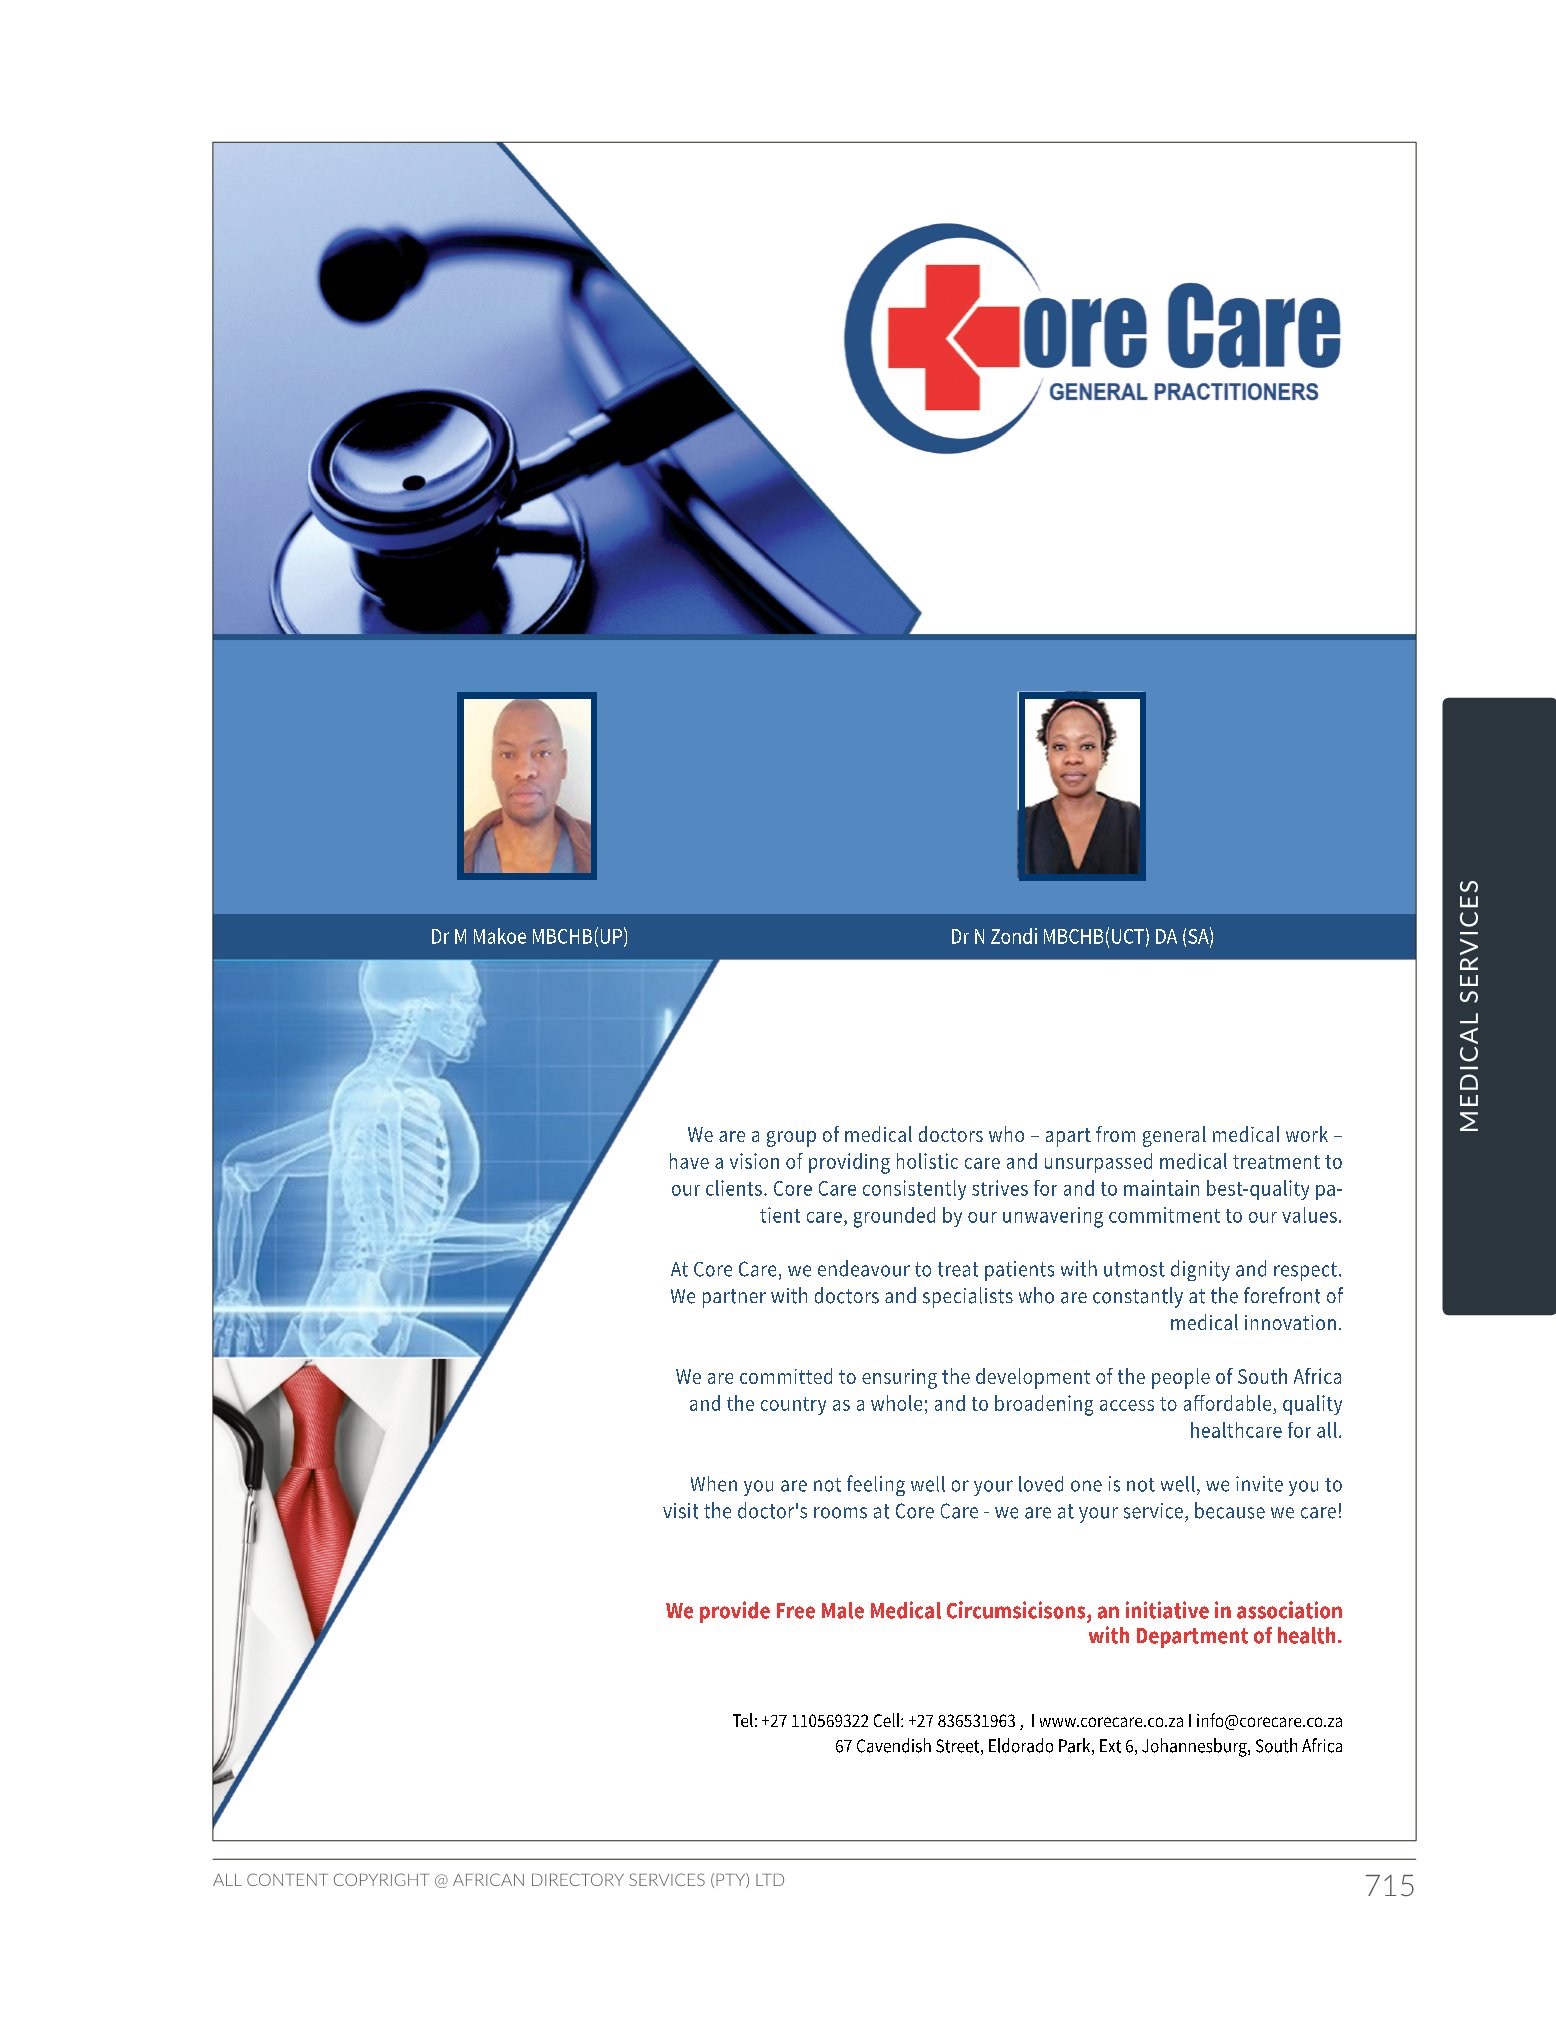 ore Care
GENERAL PRACTITIONERS
Dr M Makoe MBCHB(UP)
Dr N Zondi MBCHB(UCT) DA (SA)
MEDICAL SERVICES
We are a group of medical doctors who – apart from general medical work –
have a vision of providing holistic care and unsurpassed medical treatment to
our clients. Core Care consistently strives for and to maintain best-quality pa-
tient care, grounded by our unwavering commitment to our values.
At Core Care, we endeavour to treat patients with utmost dignity and respect.
We partner with doctors and specialists who are constantly at the forefront of
medical innovation.
We are committed to ensuring the development of the people of South Africa
and the country as a whole; and to broadening access to affordable, quality
healthcare for all.
When you are not feeling well or your loved one is not well, we invite you to
visit the doctor's rooms at Core Care - we are at your service, because we care!
We provide Free Male Medical Circumsicisons, an initiative in association
with Department of health.
Tel: +27 110569322 Cell: +27 836531963 , I www.corecare.co.za I info@corecare.co.za
67 Cavendish Street, Eldorado Park, Ext 6, Johannesburg, South Africa
ALL CONTENT COPYRIGHT @ AFRICAN DIRECTORY SERVICES (PTY) LTD
715